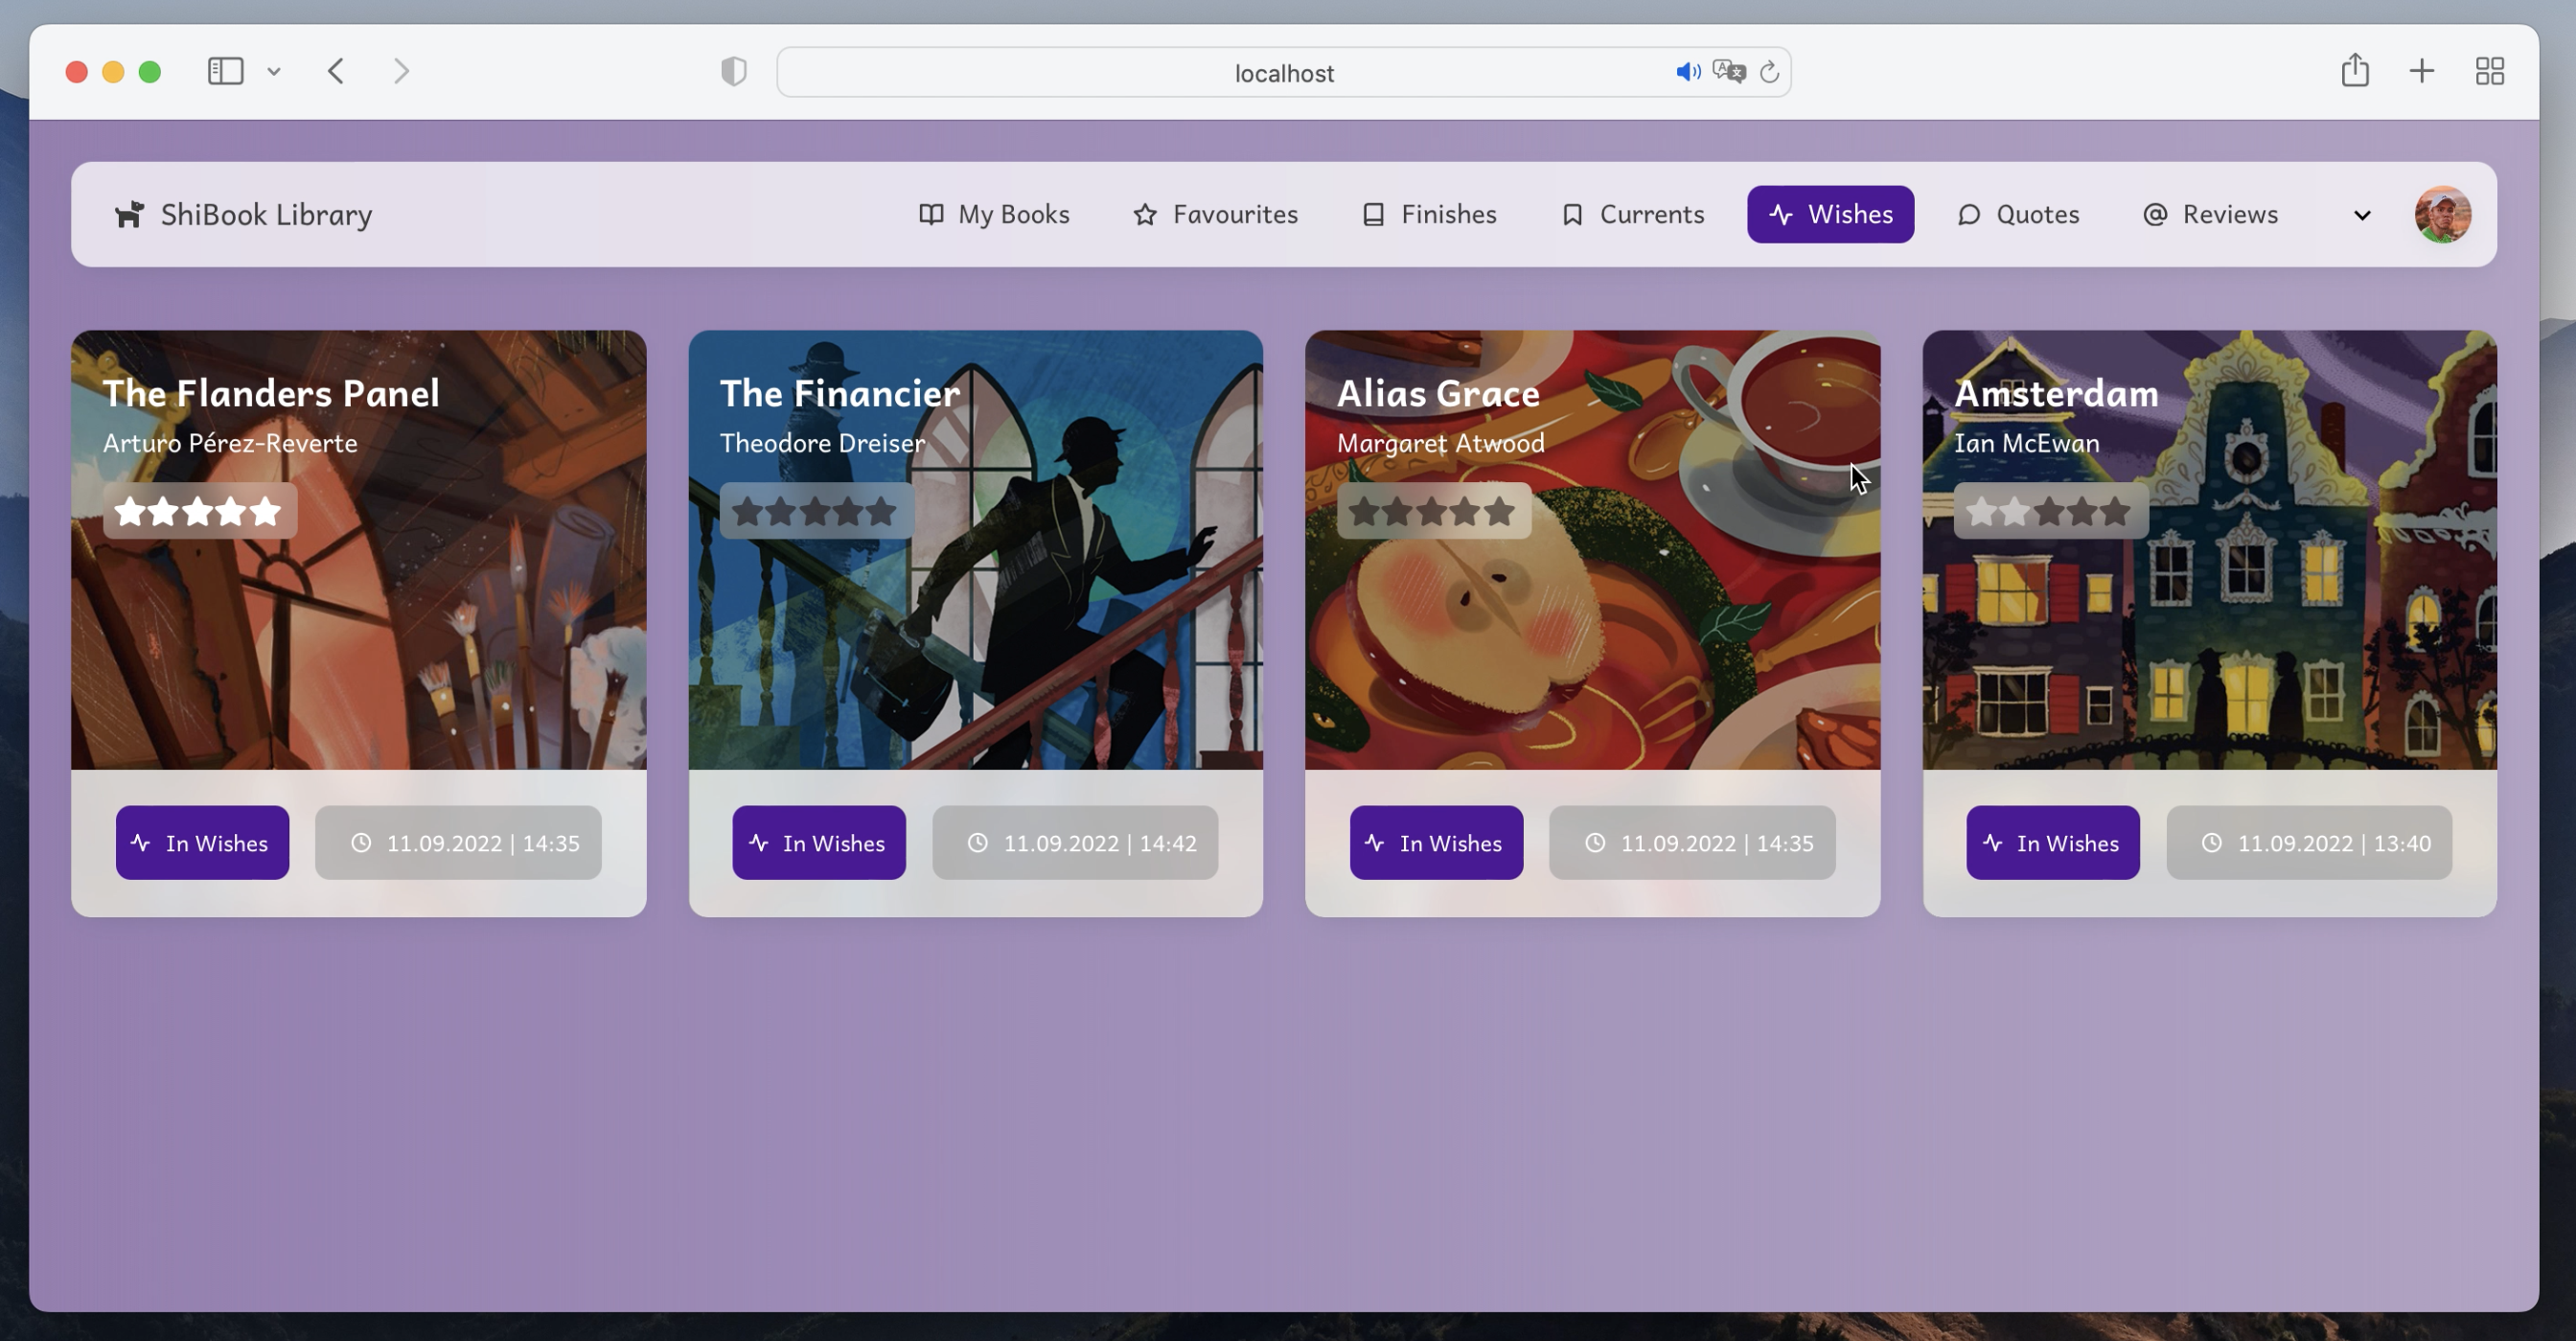 localhost
ShiBook Library
My Books
Favourites
Finishes
Currents
Wishes
Quotes
Reviews
The Flanders Panel
Arturo Pérez-Reverte
In Wishes
11.09.2022 | 14:35
The Financier
Theodore Dreiser
In Wishes
11.09.2022 | 14:42
Alias Grace
Margaret Atwood
In Wishes
11.09.2022 | 14:35
Amsterdam
Ian McEwan
In Wishes
11.09.2022 | 13:40